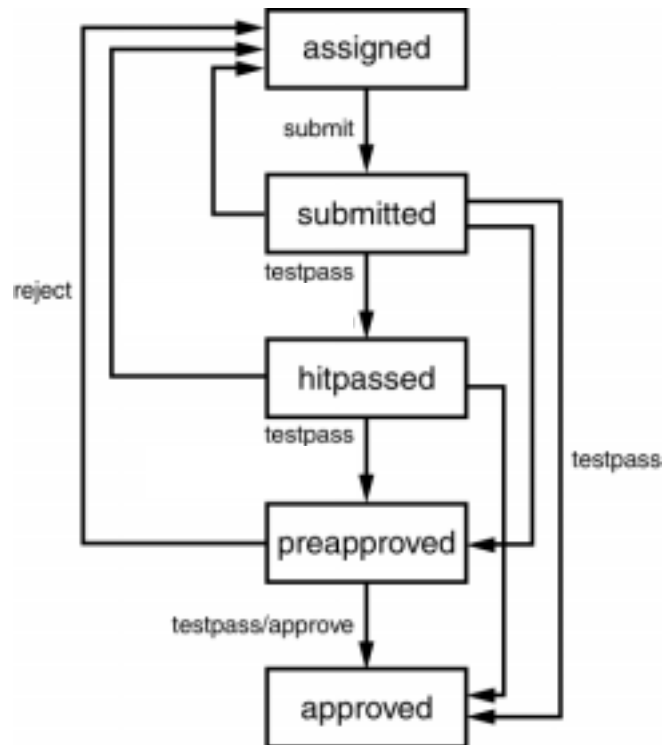 assigned
submit
submitted
testpass
reject
hitpassed
testpass
testpass
preapproved
testpass/approve
approved